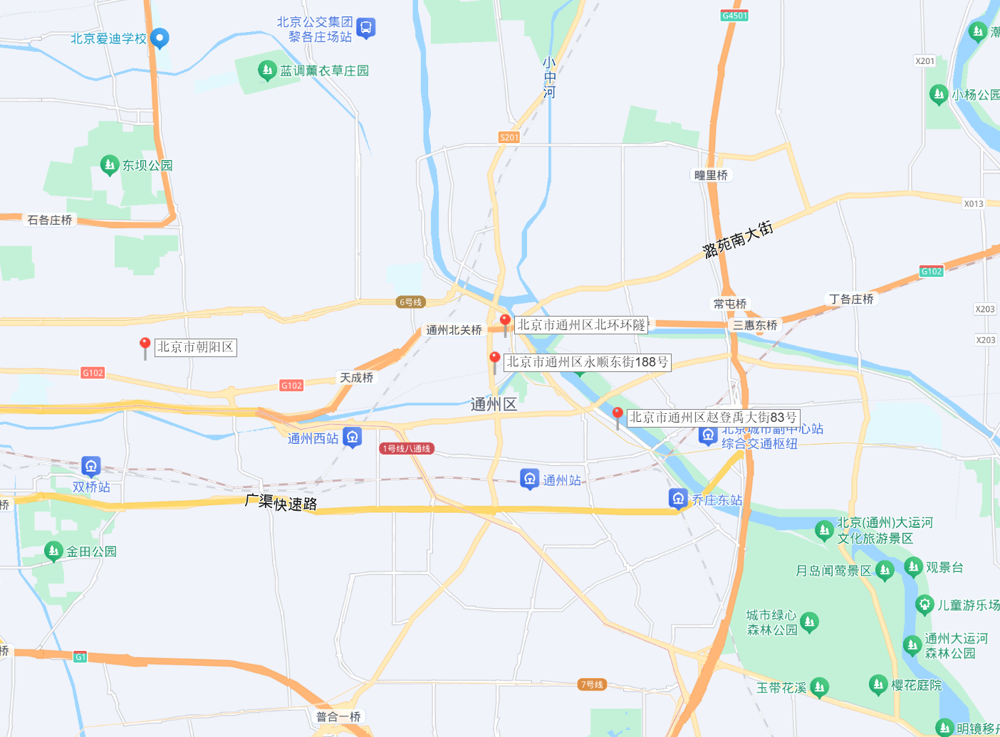 G4501
北京公交集团
黎各庄场站
北京爱迪学校
潮
小
中
河
X201
蓝调薰衣草庄园
小杨公园
S201
东坝公园
疃里桥
X013
石各庄桥
潞苑南大街
G102
6号线
丁各庄桥
常屯桥
X203
北京市通州区北环环隧
三惠东桥
通州北关桥
X203
北京市朝阳区
北京市通州区永顺东街188号
G102
天成桥
G102
通州区
北京市通州区赵登禹大街83号
北京城市副中心站
综合交通枢纽
通州西站
1号线八通线
双桥站
通州站
广渠快速路
乔庄东站
桥
北京(通州)大运河
文化旅游景区
金田公园
月岛闻莺景区
观景台
儿童游乐场
城市绿心
森林公园
通州大运河
森林公园
桥
G1
7号线
玉带花溪
樱花庭院
普合一桥
明镜移舟